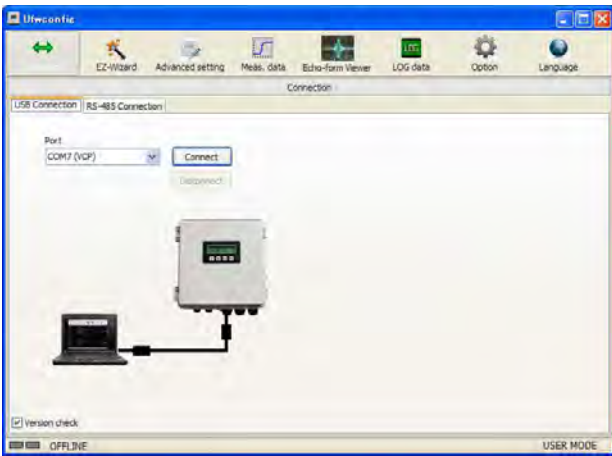 Ufwconfig
EZ-Wizard Advanced setting Meas. data Echo-form Viewer LOG data Option Language
Connection
USB Connection RS-485 Connection
Port
COM7 (VCP) Connect
Disconnect
Version check
OFFLINE USER MODE